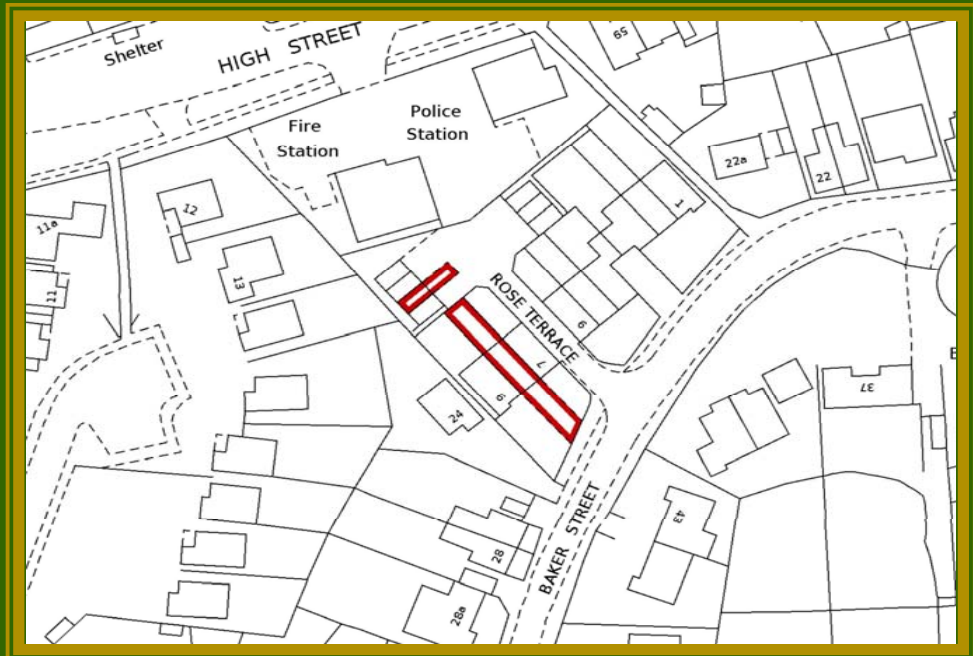 Shelter
HIGH STREET
59
Fire
Station
Police
Station
22a
22
1
12
11a
13
11
ROSE TERRACE
6
7
9
24
37
43
BAKER STREET
28
28a